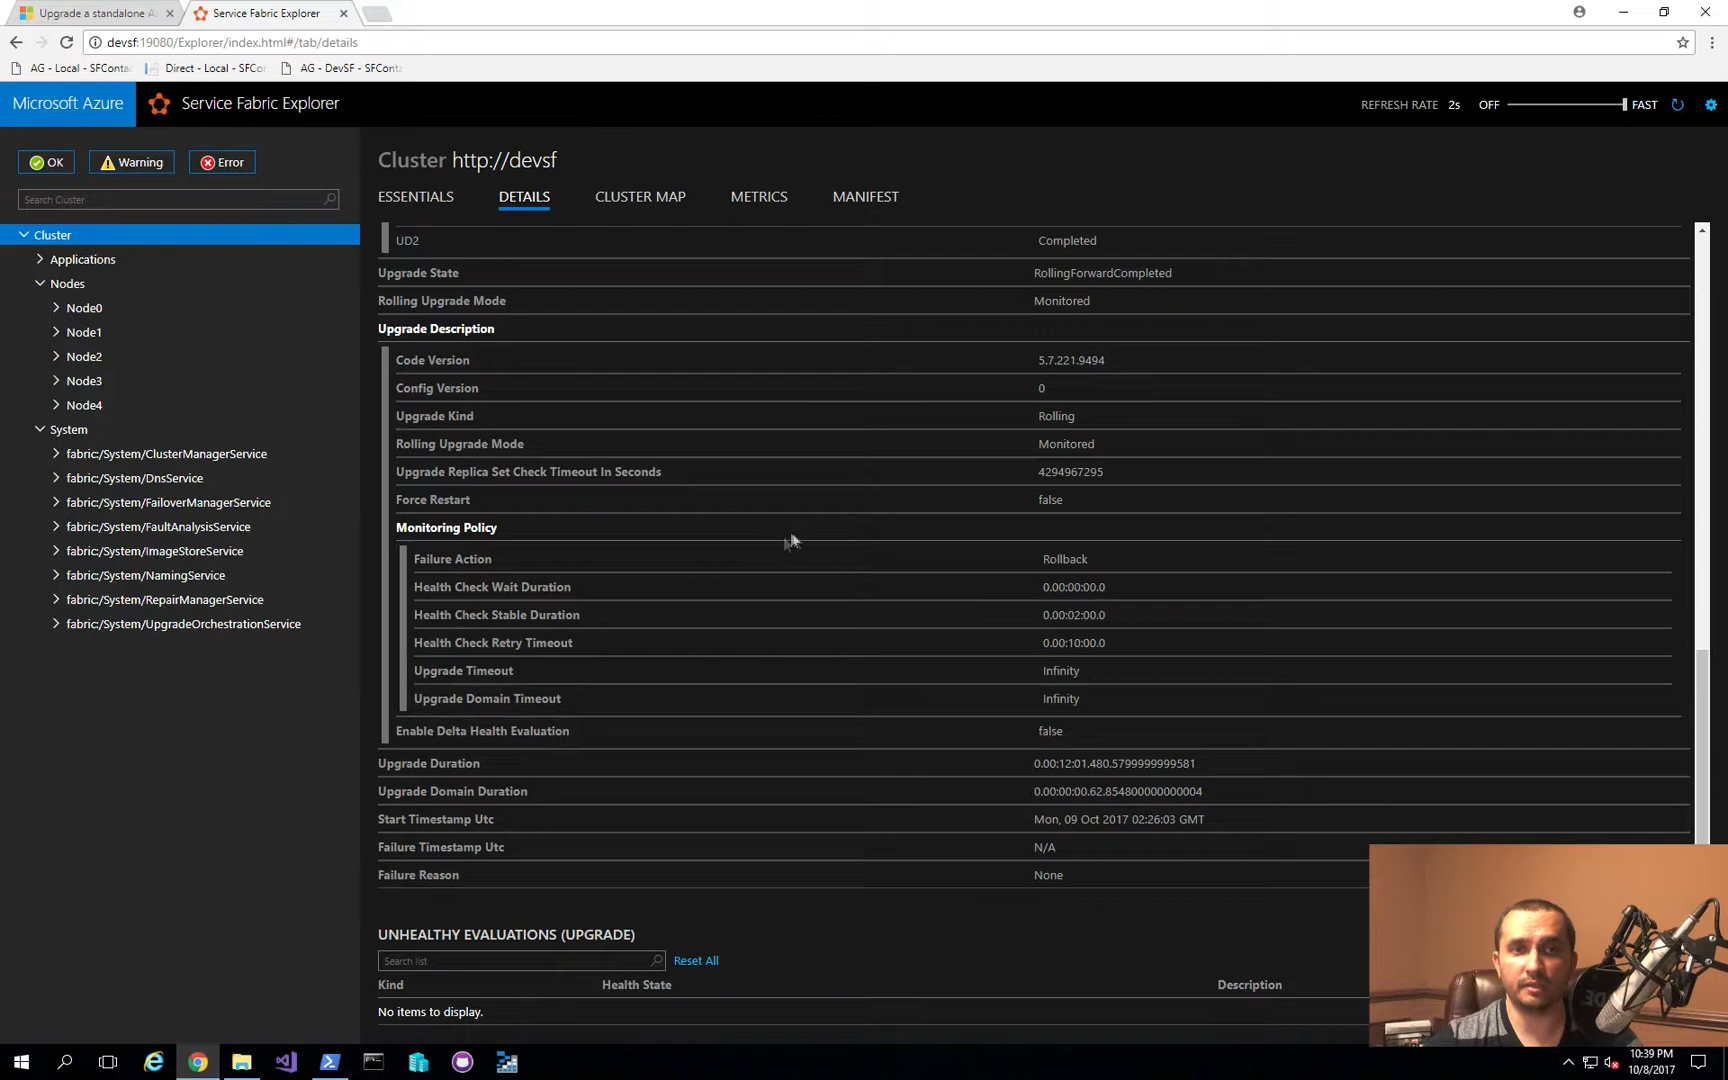 Upgrade a standalone A
Service Fabric Explorer
devsf:19080/Explorer/index.html#/tab/details
AG - Local - SFConta
Direct - Local - SFCo
AG - DevSF - SFConta
Microsoft Azure
Service Fabric Explorer
REFRESH RATE 2s OFF FAST
OK
Warning
Error
Search Cluster
Cluster
Applications
Nodes
Node0
Node1
Node2
Node3
Node4
System
fabric:/System/ClusterManagerService
fabric:/System/DnsService
fabric:/System/FailoverManagerService
fabric:/System/FaultAnalysisService
fabric:/System/ImageStoreService
fabric:/System/NamingService
fabric:/System/RepairManagerService
fabric:/System/UpgradeOrchestrationService
Cluster http://devsf
ESSENTIALS DETAILS CLUSTER MAP METRICS MANIFEST
UD2 Completed
Upgrade State RollingForwardCompleted
Rolling Upgrade Mode Monitored
Upgrade Description
Code Version 5.7.221.9494
Config Version 0
Upgrade Kind Rolling
Rolling Upgrade Mode Monitored
Upgrade Replica Set Check Timeout In Seconds 4294967295
Force Restart false
Monitoring Policy
Failure Action Rollback
Health Check Wait Duration 0.00:00:00.0
Health Check Stable Duration 0.00:02:00.0
Health Check Retry Timeout 0.00:10:00.0
Upgrade Timeout Infinity
Upgrade Domain Timeout Infinity
Enable Delta Health Evaluation false
Upgrade Duration 0.00:12:01.480.5799999999581
Upgrade Domain Duration 0.00:00:00.62.854800000000004
Start Timestamp Utc Mon, 09 Oct 2017 02:26:03 GMT
Failure Timestamp Utc N/A
Failure Reason None
UNHEALTHY EVALUATIONS (UPGRADE)
Search list
Reset All
Kind Health State Description
No items to display.
10:39 PM
10/8/2017